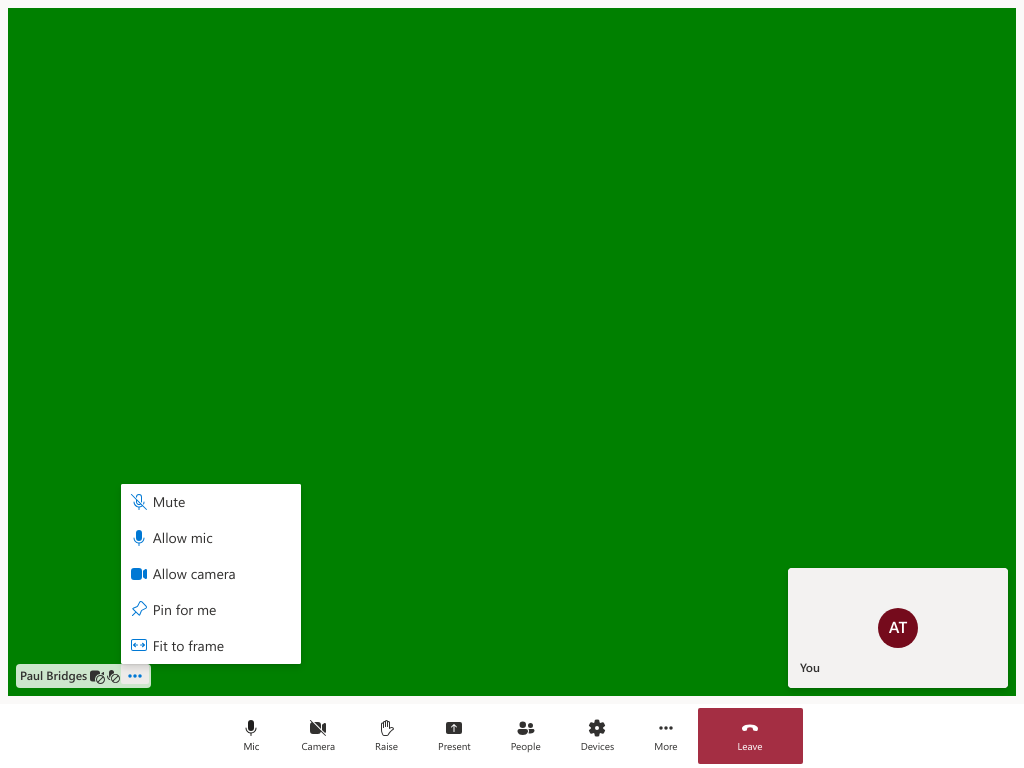 Mute
Allow mic
Allow camera
Pin for me
Fit to frame
Paul Bridges
AT
You
Mic
Camera
Raise
Present
People
Devices
More
Leave